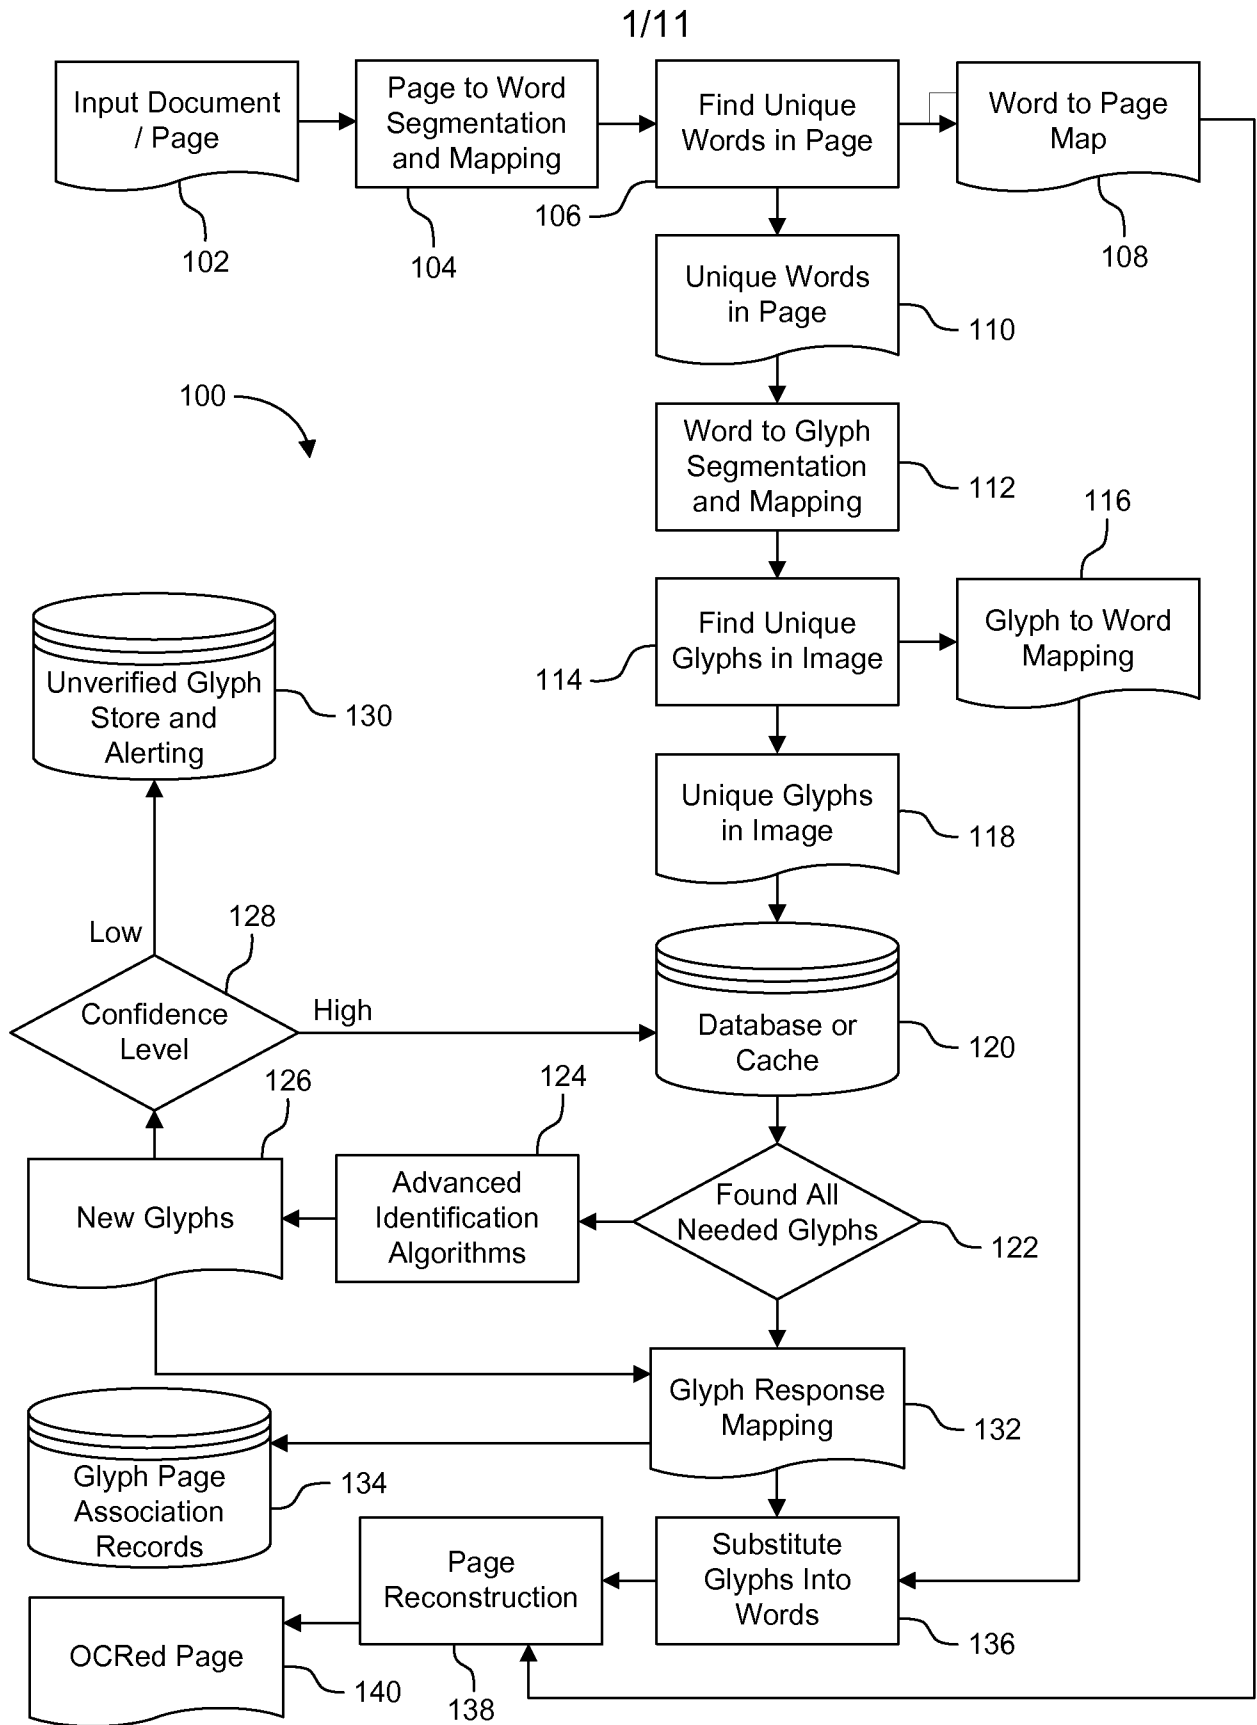 1/11
Input Document
/ Page
102
Page to Word
Segmentation
and Mapping
104
Find Unique
Words in Page
106
Word to Page
Map
108
Unique Words
in Page
110
100
Word to Glyph
Segmentation
and Mapping
112
Find Unique
Glyphs in Image
114
116
Glyph to Word
Mapping
Unverified Glyph
Store and
Alerting
130
Unique Glyphs
in Image
118
Low
128
Confidence
Level
High
Database or
Cache
120
126
New Glyphs
124
Advanced
Identification
Algorithms
Found All
Needed Glyphs
122
Glyph Response
Mapping
132
Glyph Page
Association
Records
134
Substitute
Glyphs Into
Words
136
Page
Reconstruction
138
OCRed Page
140